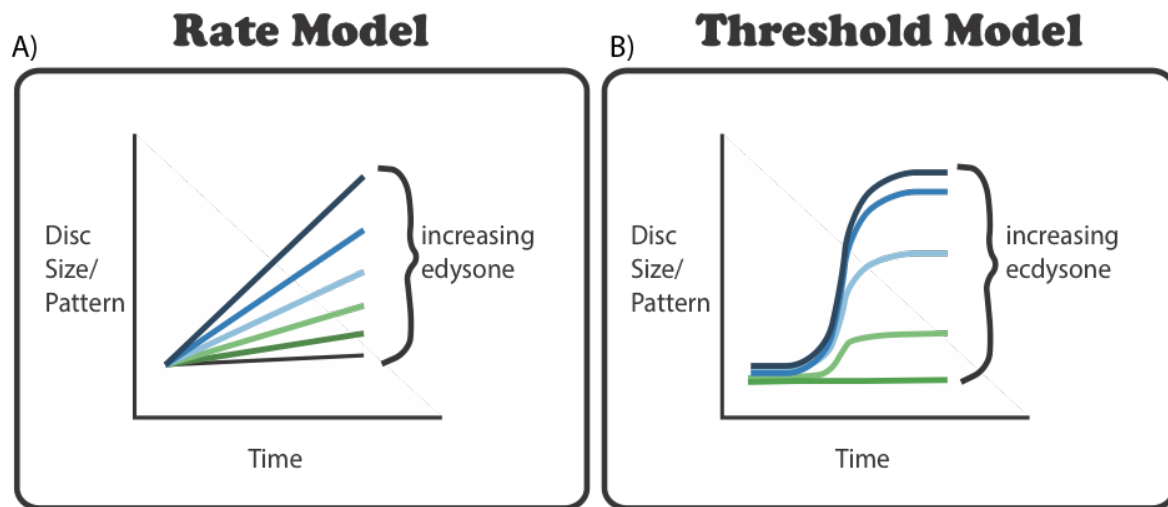 A)
Rate Model
Disc
Size/
Pattern
increasing
edysone
Time
B)
Threshold Model
Disc
Size/
Pattern
increasing
ecdysone
Time